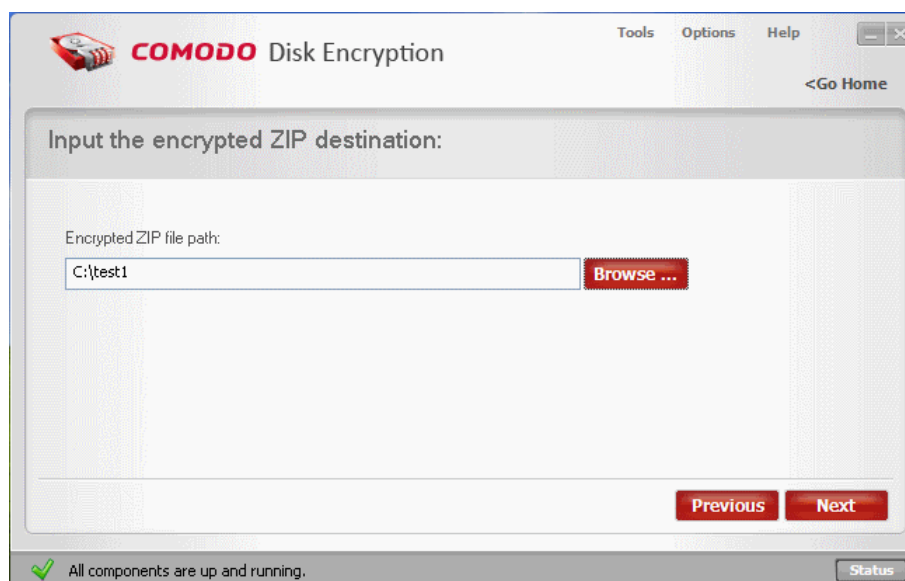 COMODO Disk Encryption
Tools Options Help
<Go Home
Input the encrypted ZIP destination:
Encrypted ZIP file path:
C:\test1
Browse ...
Previous Next
All components are up and running.
Status